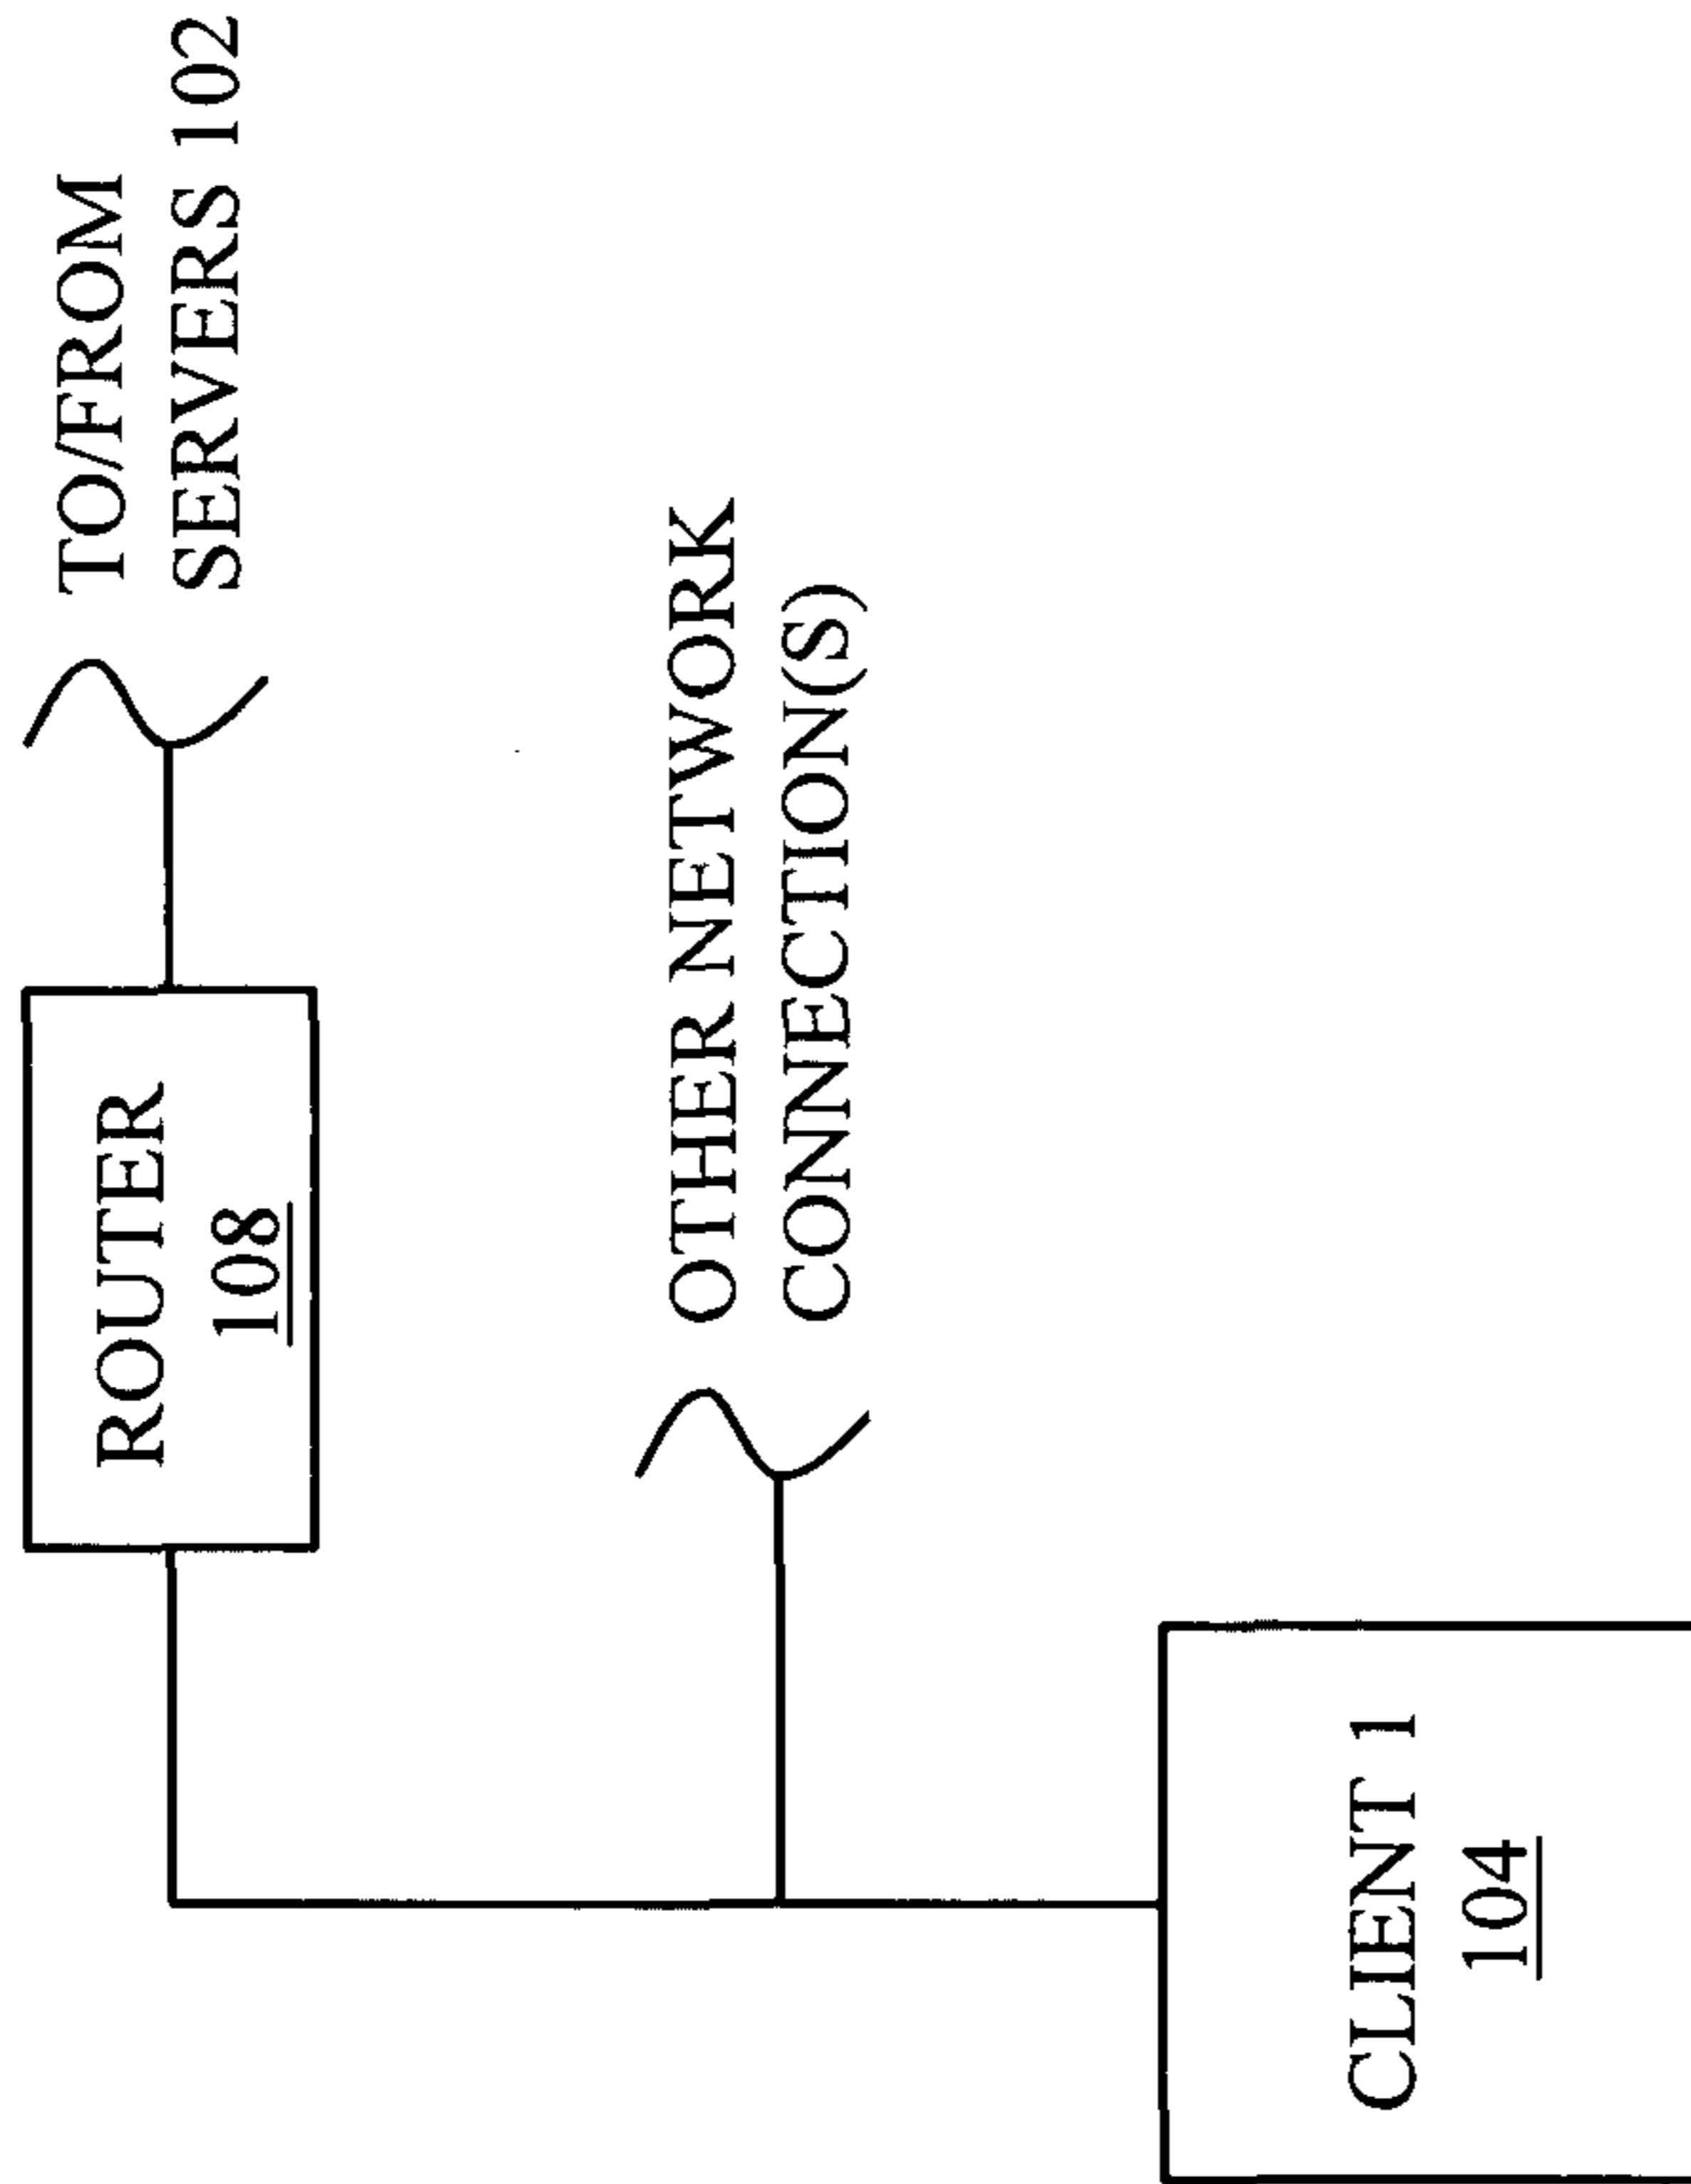 TO/FROM
SERVERS 102
ROUTER
108
OTHER NETWORK
CONNECTION(S)
CLIENT 1
104